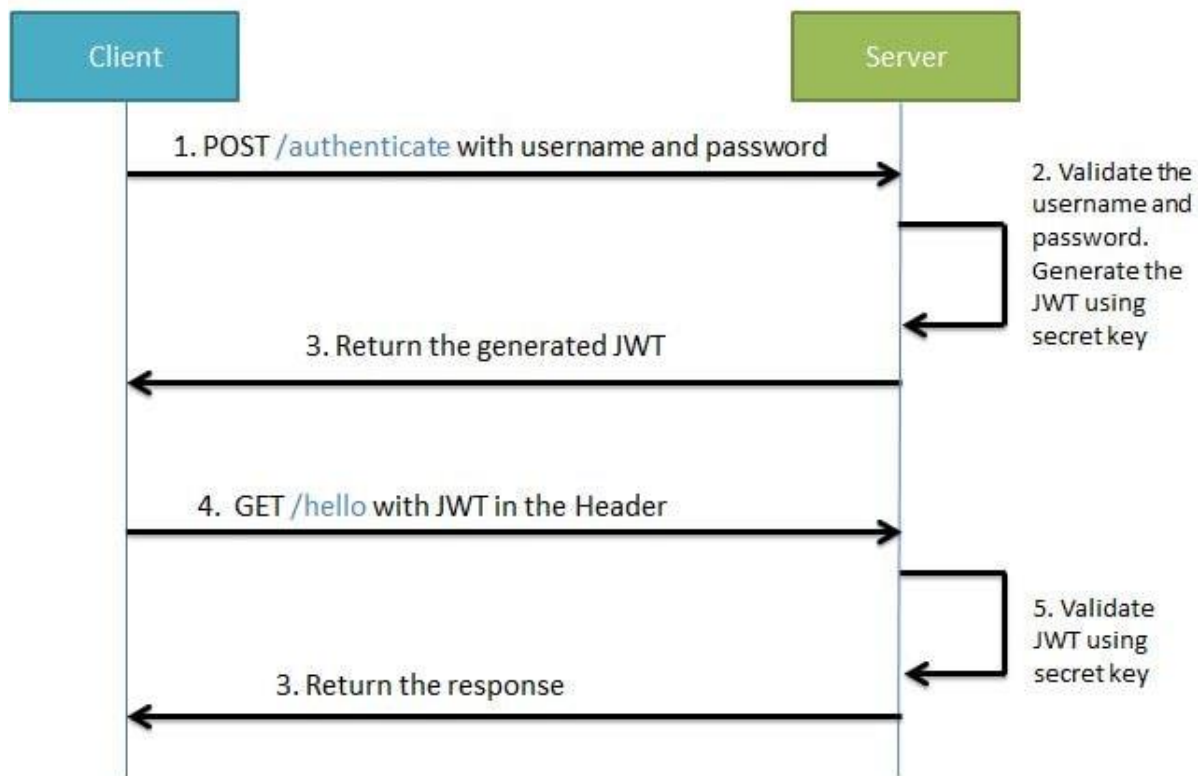 Client
Server
1. POST /authenticate with username and password
2. Validate the
username and
password.
Generate the
JWT using
secret key
3. Return the generated JWT
4. GET /hello with JWT in the Header
5. Validate
JWT using
secret key
3. Return the response